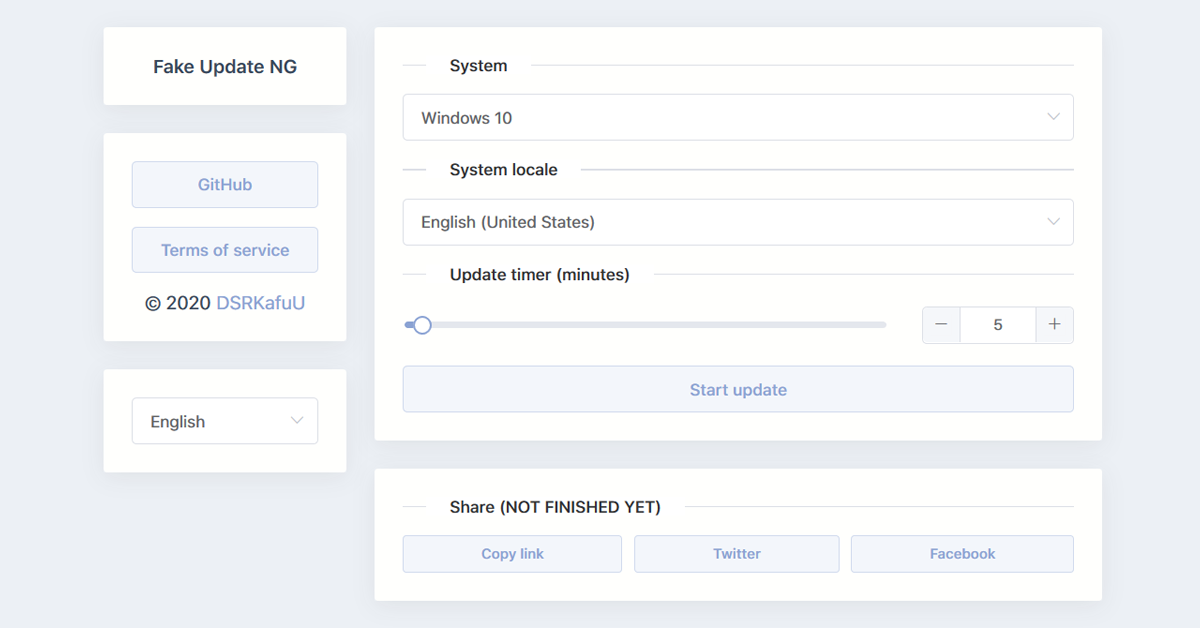 Fake Update NG
GitHub
Terms of service
© 2020 DSRKafuU
English
System
Windows 10
System locale
English (United States)
Update timer (minutes)
5
Start update
Share (NOT FINISHED YET)
Copy link
Twitter
Facebook